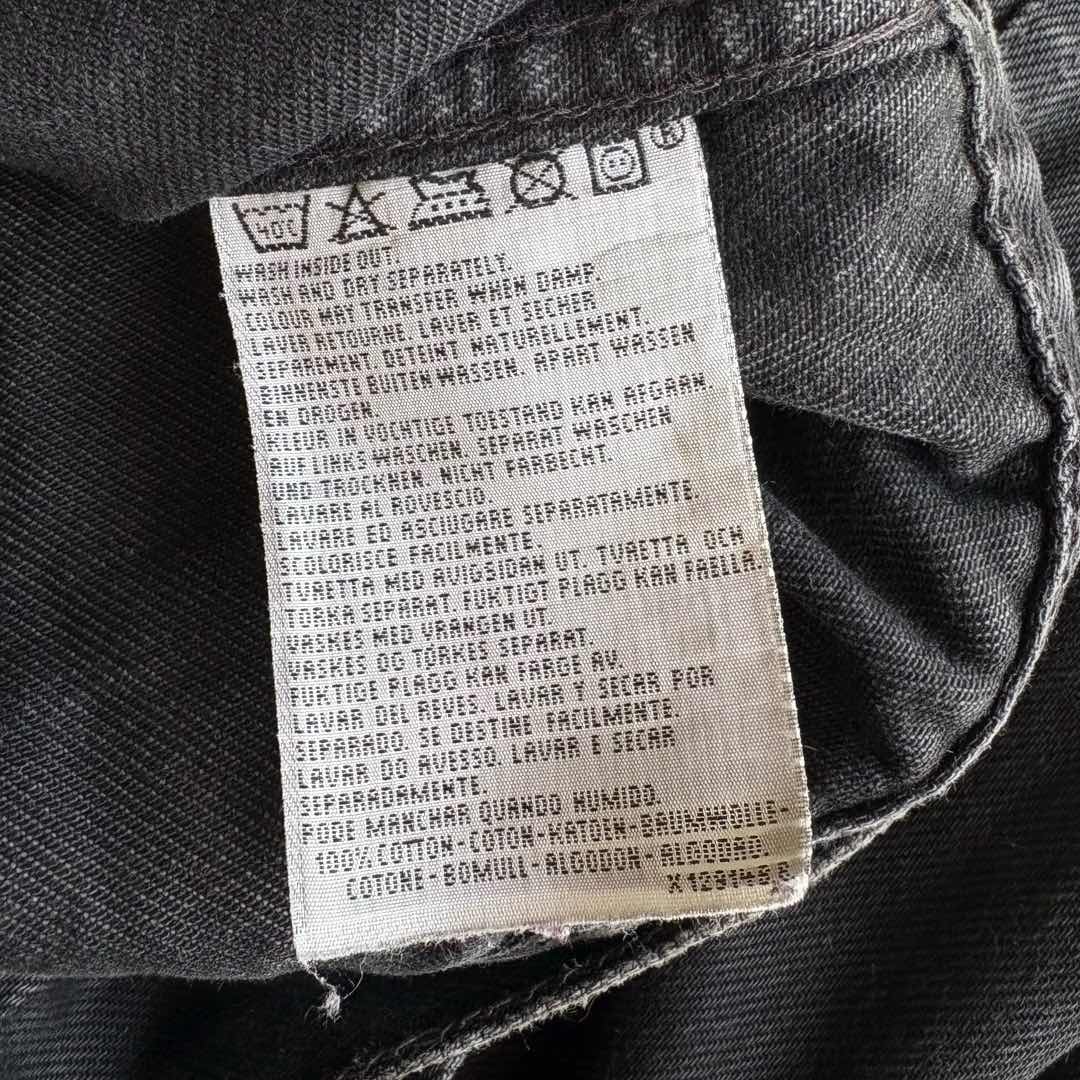 40C
WASH INSIDE OUT.
WASH AND DRY SEPARATELY.
COLOUR MAY TRANSFER WHEN DAMP.
LAVER RETOURNE. LAVER ET SECHER
SEPAREMENT. DETEINT NATURELLEMENT
BINNENSTE BUITEN WASSEN. APART WASSEN
EN DROGEN.
KLEUR IN VOCHTIGE TOESTAND KAN AFGAAN.
AUF LINKS WASCHEN. SEPARAT WASCHEN
UND TROCKNEN. NICHT FARBECHT.
LAVARE AL ROVESCIO.
LAVARE ED ASCIUGARE SEPARATAMENTE.
SCOLORISCE FACILMENTE.
TVAETTA MED AVIGSIDAN UT. TVAETTA OCH
TORKA SEPARAT. FUKTIGT PLAGG KAN FAELLA.
VASKES MED VRANGEN UT.
VASKES OG TORKES SEPARAT.
FUKTIGE PLAGG KAN FARGE AV.
LAVAR DEL REVES. LAVAR Y SECAR POR
SEPARADO. SE DESTINE FACILMENTE.
LAVAR DO AVESSO. LAVAR E SECAR
SEPARADAMENTE.
PODE MANCHAR QUANDO HUMIDO.
100% COTTON-COTON-KATOEN-BAUMWOLLE-
COTONE-BOMULL-ALGODON-ALGODAO